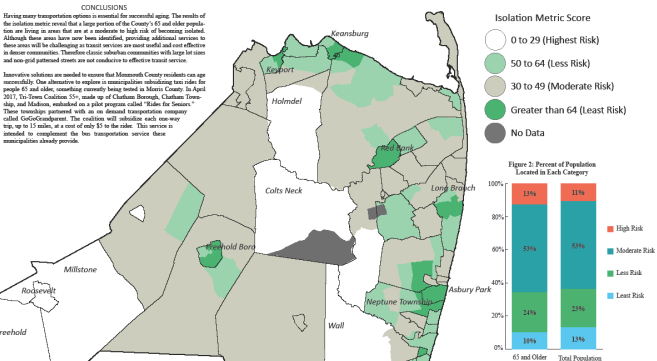 CONCLUSIONS
Having many transportation options is essential for successful aging. The results of
the isolation metric reveal that a large portion of the County's 65 and older popula-
tion are living in areas that are at a moderate to high risk of becoming isolated.
Although these areas have now been identified, providing additional services to
these areas will be challenging as transit services are most useful and cost effective
in denser communities. Therefore classic suburban communities with large lot sizes
and non-grid patterned streets are not conducive to effective transit service.
Innovative solutions are needed to ensure that Monmouth County residents can age
successfully. One alternative to explore is municipalities subsidizing taxi rides for
people 65 and older, something currently being tested in Morris County. In April
2017, Tri-Town Coalition 55+, made up of Chatham Borough, Chatham Town-
ship, and Madison, embarked on a pilot program called "Rides for Seniors."
These townships partnered with an on demand transportation company
called GoGoGrandparent. The coalition will subsidize each one-way
trip, up to 15 miles, at a cost of only $5 to the rider. This service is
intended to complement the bus transportation service these
municipalities already provide.
Keansburg
Keyport
Holmdel
Red Bank
Colts Neck
Long Branch
Freehold Boro
Millstone
Roosevelt
Asbury Park
Neptune Township
Wall
reehold
Isolation Metric Score
0 to 29 (Highest Risk)
50 to 64 (Less Risk)
30 to 49 (Moderate Risk)
Greater than 64 (Least Risk)
No Data
Figure 2: Percent of Population
Located in Each Category
100%
80%
60%
40%
20%
0%
13%
11%
53%
53%
24%
23%
10%
13%
65 and Older
Total Population
High Risk
Moderate Risk
Less Risk
Least Risk